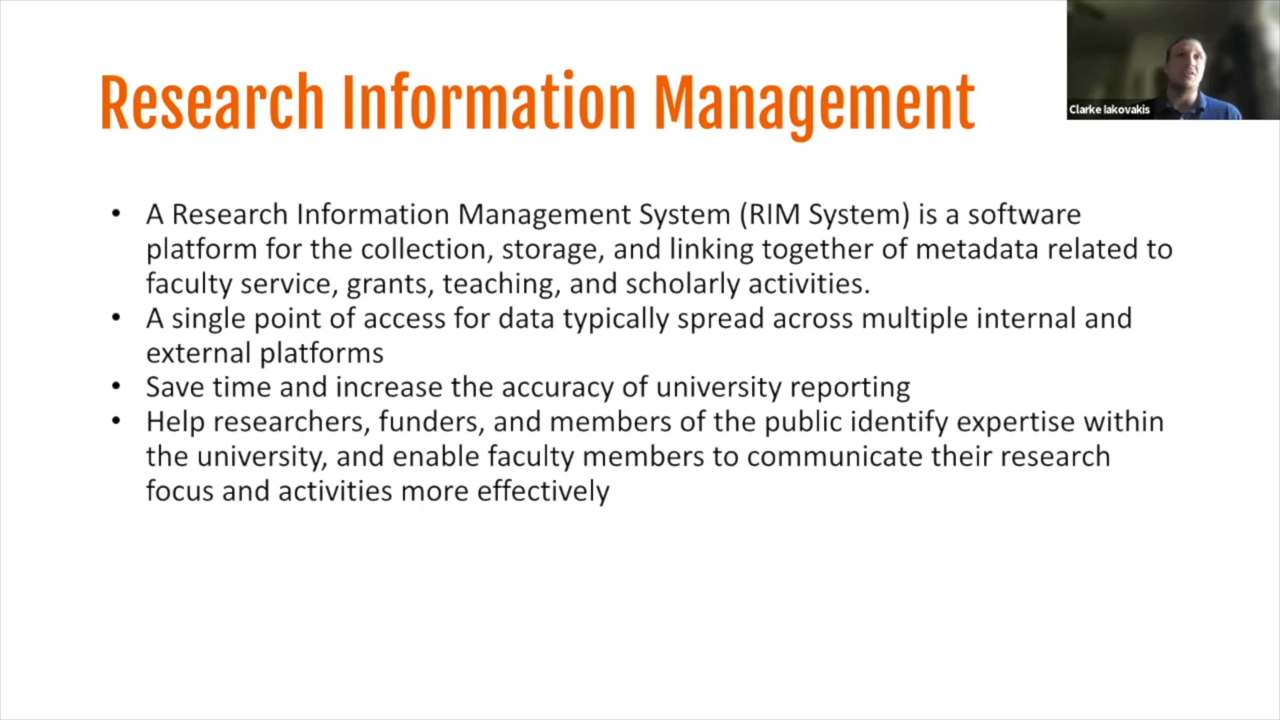 Research Information Management
Clarke Iakovakis
• A Research Information Management System (RIM System) is a software
platform for the collection, storage, and linking together of metadata related to
faculty service, grants, teaching, and scholarly activities.
• A single point of access for data typically spread across multiple internal and
external platforms
• Save time and increase the accuracy of university reporting
• Help researchers, funders, and members of the public identify expertise within
the university, and enable faculty members to communicate their research
focus and activities more effectively